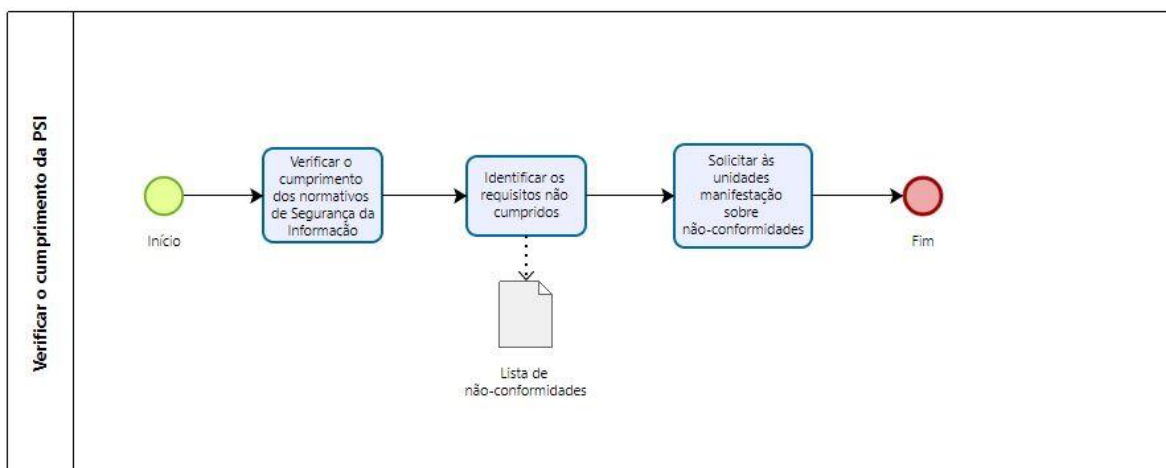 Verificar o cumprimento da PSI
Início
Verificar o
cumprimento
dos normativos
de Segurança da
Informação
Identificar os
requisitos não
cumpridos
Lista de
não-conformidades
Solicitar às
unidades
manifestação
sobre
não-conformidades
Fim